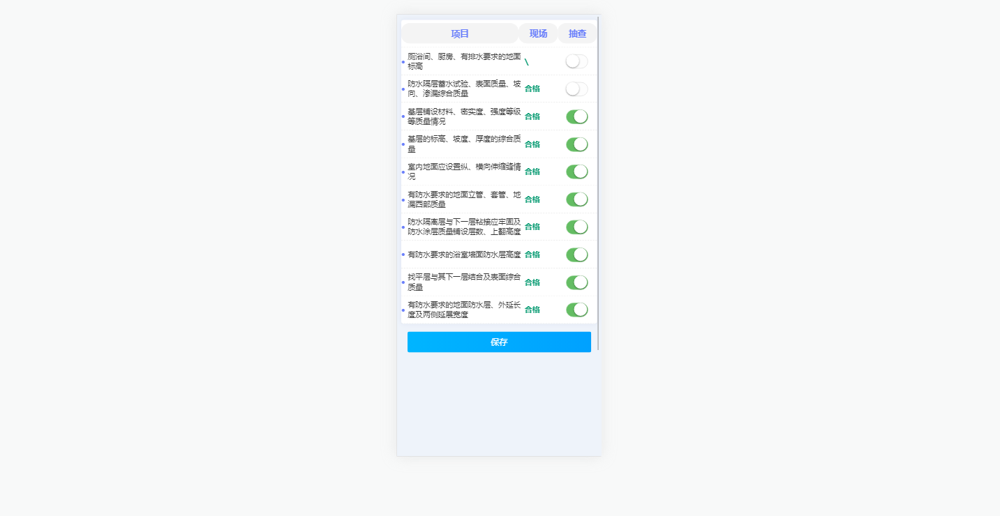 项目 现场 抽查
厕浴间、厨房、有排水要求的地面
标高
\
防水隔层蓄水试验、表面质量、坡
向、渗漏综合质量
合格
基层铺设材料、密实度、强度等级
等质量情况
合格
基层的标高、坡度、厚度的综合质
量
合格
室内地面应设置纵、横向伸缩缝情
况
合格
有防水要求的地面立管、套管、地
漏西部质量
合格
防水隔离层与下一层粘接应牢固及
防水涂层质量铺设层数、上翻高度
合格
有防水要求的浴室墙面防水层高度
合格
找平层与其下一层结合及表面综合
质量
合格
有防水要求的地面防水层、外延长
度及两侧延展宽度
合格
保存